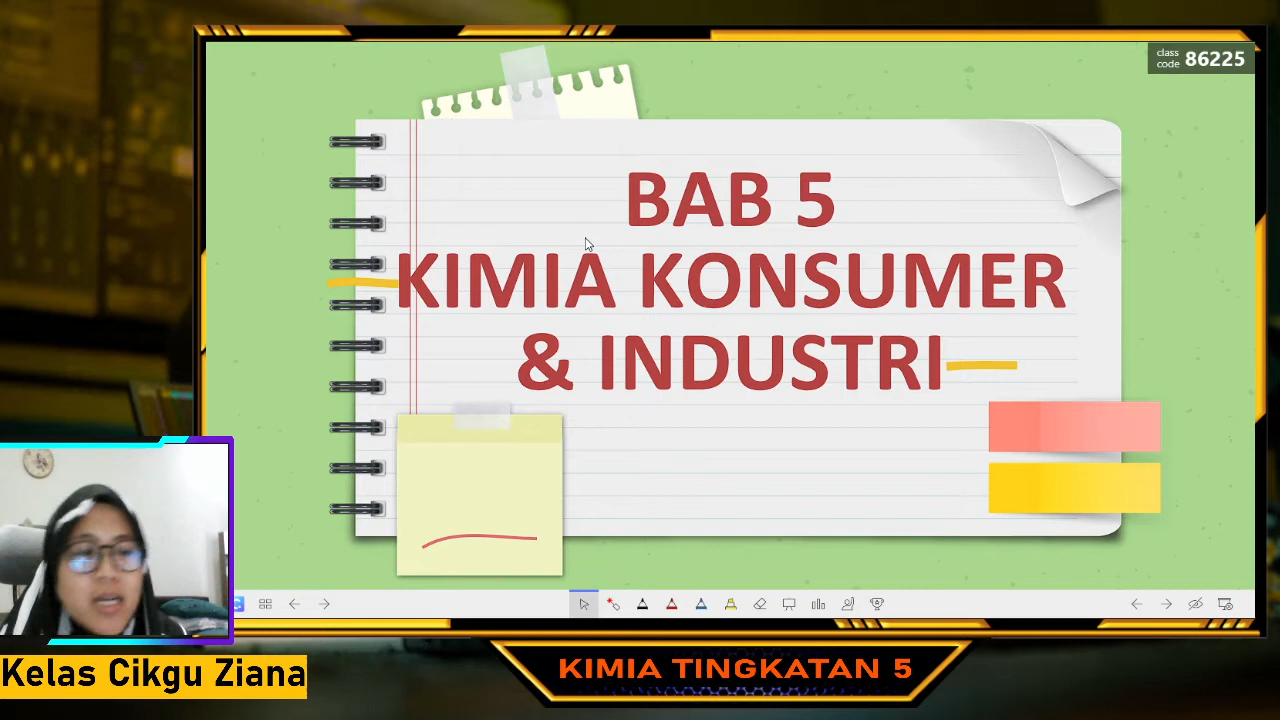 class
code 86225
BAB 5
KIMIA KONSUMER
& INDUSTRI
Kelas Cikgu Ziana
KIMIA TINGKATAN 5